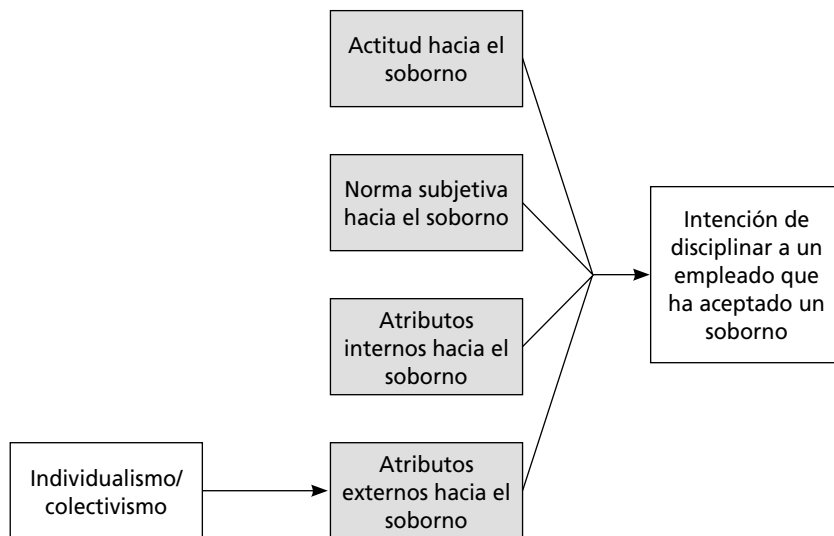 Actitud hacia el
soborno
Norma subjetiva
hacia el soborno
Intención de
disciplinar a un
empleado que
ha aceptado un
soborno
Atributos
internos hacia el
soborno
Individualismo/
colectivismo
Atributos
externos hacia el
soborno